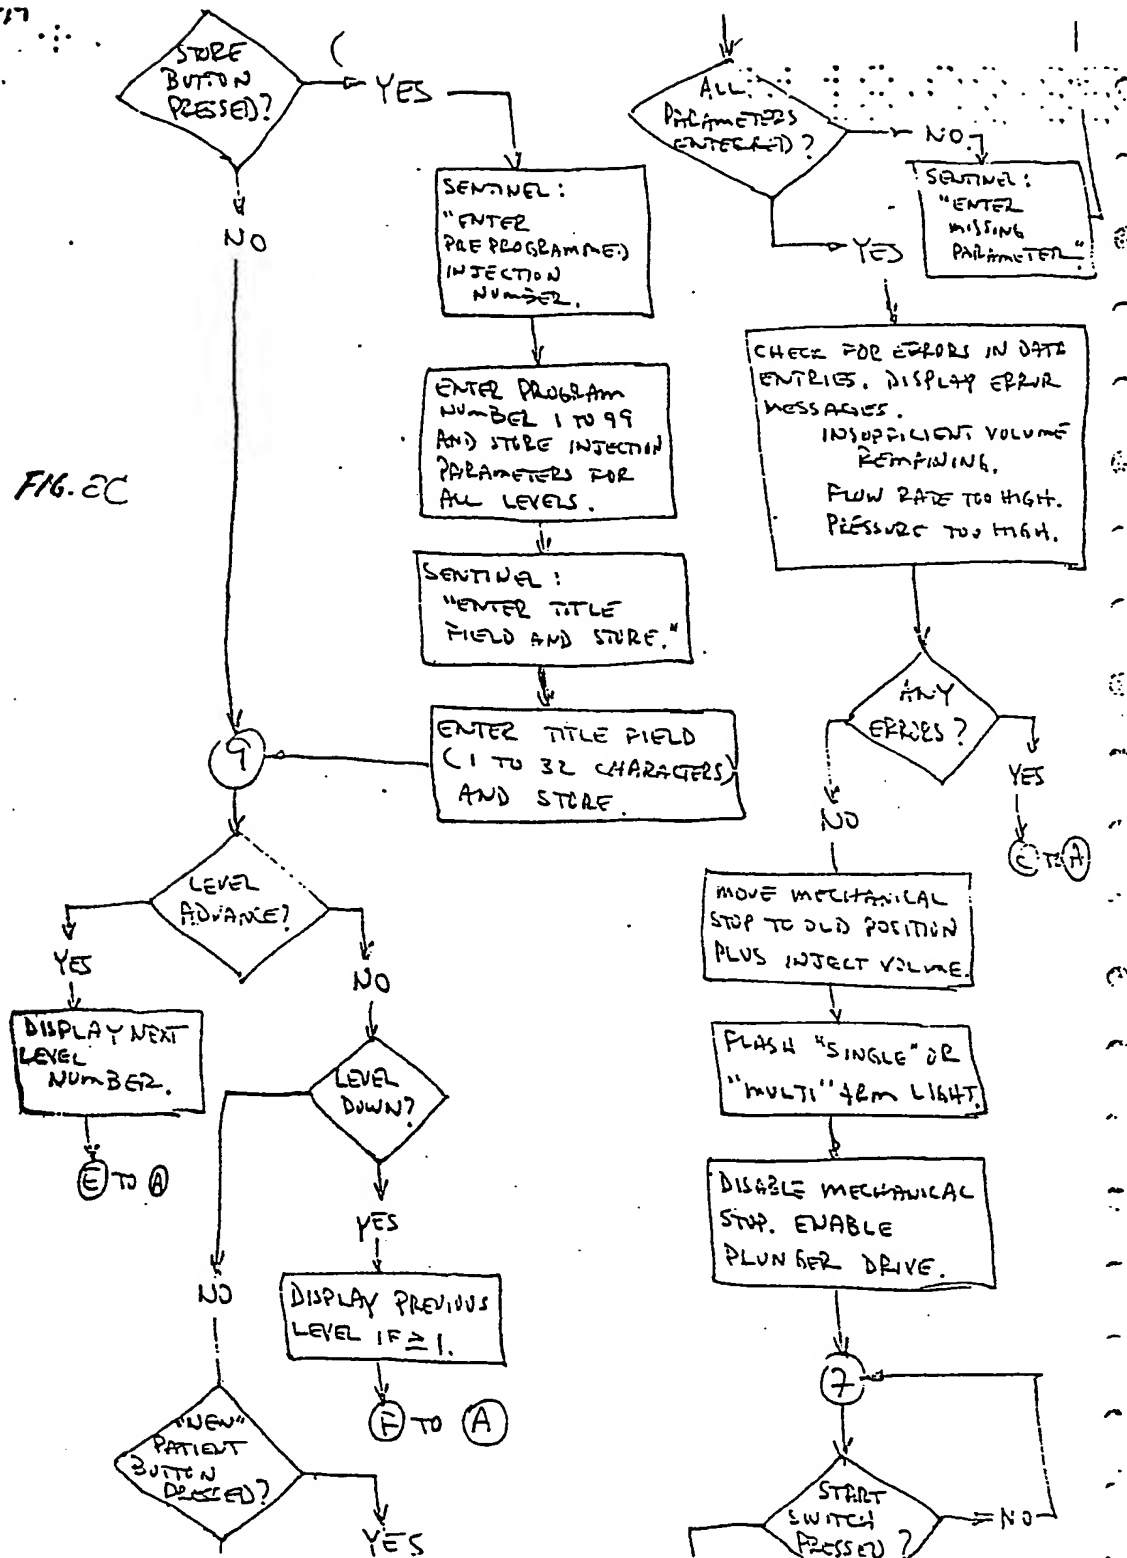 STORE
BUTTON
PRESSED?
YES
NO
SENTINEL:
"ENTER
PREPROGRAMMED
INJECTION
NUMBER.
ENTER PROGRAM
NUMBER 1 TO 99
AND STORE INJECTION
PARAMETERS FOR
ALL LEVELS.
SENTINEL:
"ENTER TITLE
FIELD AND STORE."
ENTER TITLE FIELD
(1 TO 32 CHARACTERS)
AND STORE.
FIG.
9
LEVEL
ADVANCE?
YES
NO
DISPLAY NEXT
LEVEL
NUMBER.
E TO A
LEVEL
DOWN?
YES
NO
DISPLAY PREVIOUS
LEVEL IF ≥ 1.
F TO A
"NEW"
PATIENT
BUTTON
PRESSED?
YES
ALL
PARAMETERS
ENTERED?
NO
SENTINEL:
"ENTER
MISSING
PARAMETER."
YES
CHECK FOR ERRORS IN DATA
ENTRIES. DISPLAY ERROR
MESSAGES.
INSUFFICIENT VOLUME
REMAINING.
FLOW RATE TOO HIGH.
PRESSURE TOO HIGH.
ANY
ERRORS?
YES
C TO A
NO
MOVE MECHANICAL
STOP TO OLD POSITION
PLUS INJECT VOLUME.
FLASH "SINGLE" OR
"MULTI" ARM LIGHT.
DISABLE MECHANICAL
STOP. ENABLE
PLUNGER DRIVE.
7
START
SWITCH
PRESSED?
NO